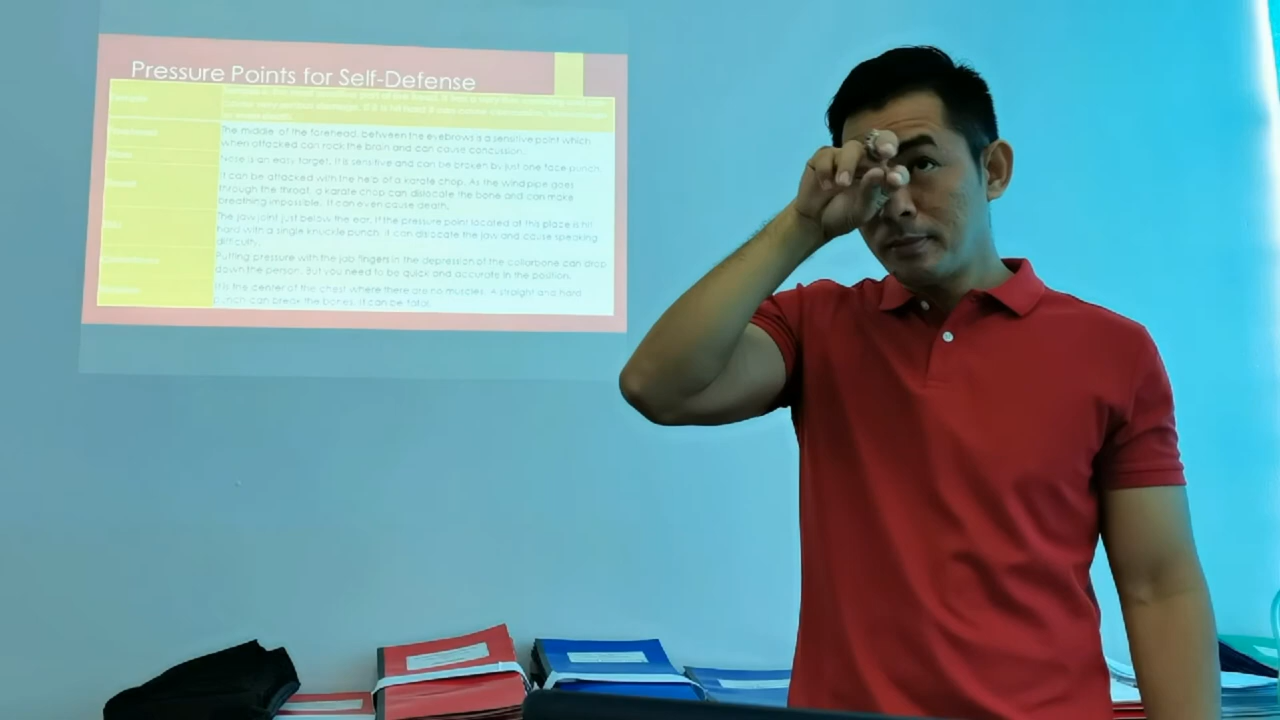 Pressure Points for Self-Defense
The middle of the forehead, between the eyebrows is a sensitive point which
when attacked can rock the brain and can cause concussion.
Nose is an easy target. It is sensitive and can be broken by just one face punch.
It can be attacked with the help of a karate chop. As the windpipe goes
through the throat, a karate chop can dislocate the bone and can make
breathing impossible. It can even cause death.
The jaw joint just below the ear. If the pressure point located at this place is hit
hard with a single knuckle punch, it can dislocate the jaw and cause speaking
difficulty.
Putting pressure with the fingers in the depression of the collarbone can drop
down the person. But you need to be quick and accurate in the position.
It is the center of the chest where there are no muscles. A straight and hard
punch can break the bones. It can be fatal.